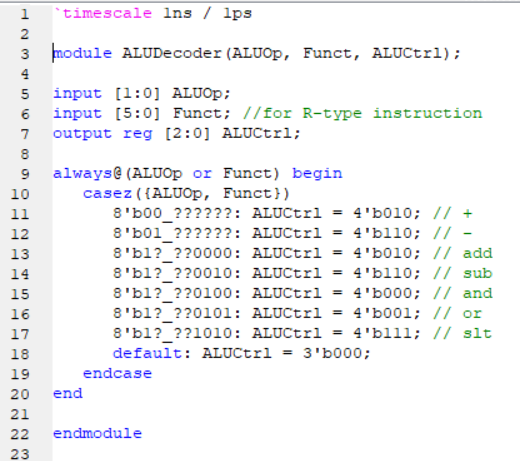 1 `timescale 1ns / 1ps
2
3 module ALUDecoder(ALUOp, Funct, ALUCtrl);
4
5 input [1:0] ALUOp;
6 input [5:0] Funct; //for R-type instruction
7 output reg [2:0] ALUCtrl;
8
9 always@(ALUOp or Funct) begin
10 casez({ALUOp, Funct})
11 8'b00_??????: ALUCtrl = 4'b010; // +
12 8'b01_??????: ALUCtrl = 4'b110; // -
13 8'b1?_??0000: ALUCtrl = 4'b010; // add
14 8'b1?_??0010: ALUCtrl = 4'b110; // sub
15 8'b1?_??0100: ALUCtrl = 4'b000; // and
16 8'b1?_??0101: ALUCtrl = 4'b001; // or
17 8'b1?_??1010: ALUCtrl = 4'b111; // slt
18 default: ALUCtrl = 3'b000;
19 endcase
20 end
21
22 endmodule
23